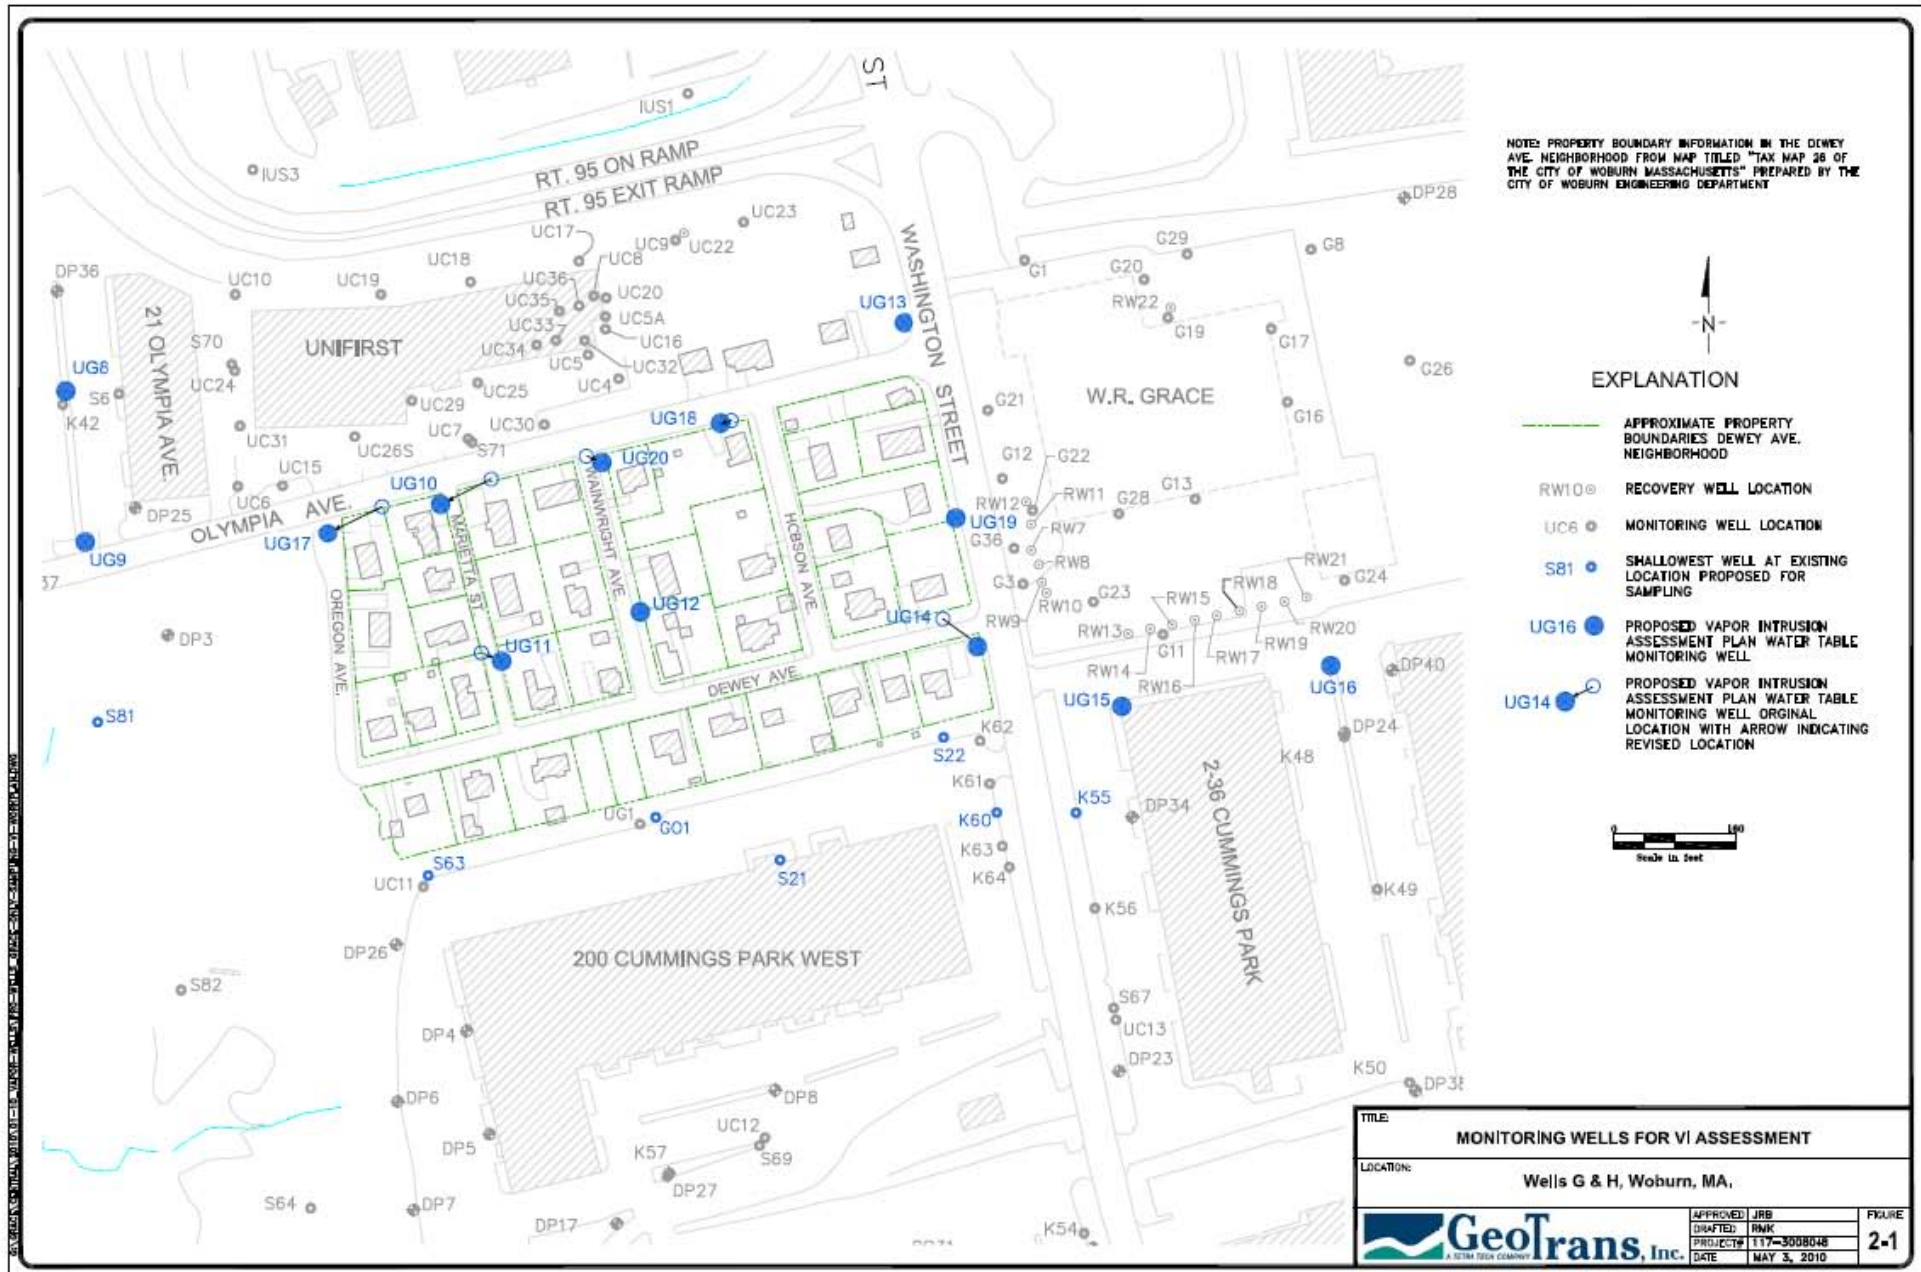 ST
IUS1
RT. 95 ON RAMP
RT. 95 EXIT RAMP
IUS3
NOTE: PROPERTY BOUNDARY INFORMATION IN THE DEWEY
AVE. NEIGHBORHOOD FROM MAP TITLED "TAX MAP 26 OF
THE CITY OF WOBURN MASSACHUSETTS" PREPARED BY THE
CITY OF WOBURN ENGINEERING DEPARTMENT
DP28
UC23
UC17
UC9
UC22
WASHINGTON STREET
G29
G8
DP36
UC10
UC19
UC18
UC36
UC8
G1
G20
UC35
UC20
UG13
RW22
21 OLYMPIA AVE.
UNIFIRST
UC33
UC5A
G19
G17
N
S70
UC34
UC16
UC5
UC32
UG8
UC24
UC25
UC4
G26
EXPLANATION
S6
K42
UC29
W.R. GRACE
G21
G16
UC31
UC26S
UC7
S71
UC30
UG18
APPROXIMATE PROPERTY
BOUNDARIES DEWEY AVE.
NEIGHBORHOOD
UC15
UC6
UG10
UG20
G12
G22
RW12
RW11
G28
G13
RW10
RECOVERY WELL LOCATION
DP25
OLYMPIA AVE.
UG17
MARIETTA ST.
WAINWRIGHT AVE.
HOBSON AVE.
UG19
RW7
G36
UC6
MONITORING WELL LOCATION
UG9
37
OREGON AVE.
RW8
G3
RW21
RW18
G24
S81
SHALLOWEST WELL AT EXISTING
LOCATION PROPOSED FOR
SAMPLING
UG12
UG14
RW9
RW10
G23
RW15
RW13
G11
RW20
RW19
RW17
RW14
RW16
UG16
PROPOSED VAPOR INTRUSION
ASSESSMENT PLAN WATER TABLE
MONITORING WELL
DP3
UG11
DEWEY AVE.
UG15
UG16
DP40
UG14
PROPOSED VAPOR INTRUSION
ASSESSMENT PLAN WATER TABLE
MONITORING WELL ORGINAL
LOCATION WITH ARROW INDICATING
REVISED LOCATION
S81
K62
S22
DP24
K48
K61
K55
K60
DP34
2-36 CUMMINGS PARK
UG1
GO1
0 160
Scale in feet
S63
UC11
S21
K63
K64
K49
K56
DP26
200 CUMMINGS PARK WEST
S82
S67
UC13
DP4
DP23
K50
DP6
DP8
UC12
DP5
K57
S69
DP27
S64
DP7
DP17
K54
TITLE:
MONITORING WELLS FOR VI ASSESSMENT
LOCATION:
Wells G & H, Woburn, MA.
GeoTrans, Inc.
A TETRA TECH COMPANY
APPROVED JRB
DRAFTED RMK
PROJECT# 117-3008048
DATE MAY 3, 2010
FIGURE
2-1